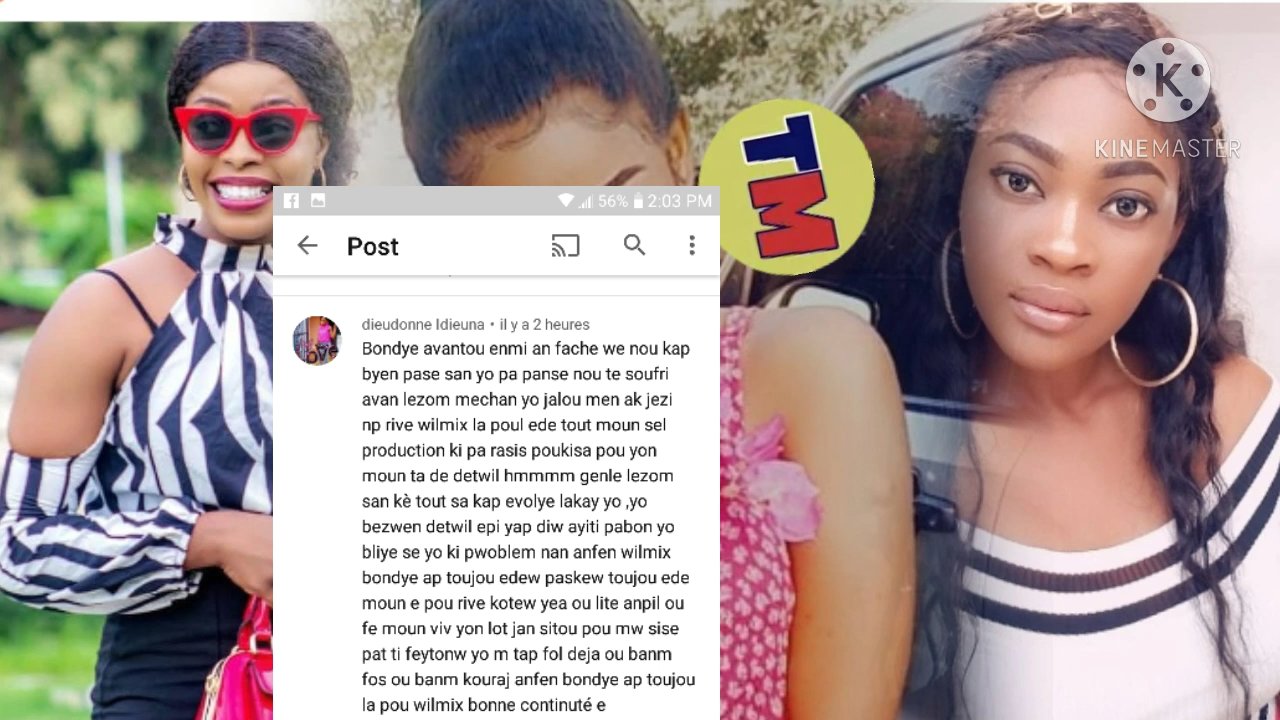 TM
K
KINEMASTER
56% 2:03 PM
Post
dieudonne Idieuna • il y a 2 heures
Bondye avantou enmi an fache we nou kap
byen pase san yo pa panse nou te soufri
avan lezom mechan yo jalou men ak jezi
np rive wilmix la poul ede tout moun sel
production ki pa rasis poukisa pou yon
moun ta de detwil hmmmm genle lezom
san kè tout sa kap evolye lakay yo ,yo
bezwen detwil epi yap diw ayiti pabon yo
bliye se yo ki pwoblem nan anfen wilmix
bondye ap toujou edew paskew toujou ede
moun e pou rive kotew yea ou lite anpil ou
fe moun viv yon lot jan sitou pou mw sise
pat ti feytonw yo m tap fol deja ou banm
fos ou banm kouraj anfen bondye ap toujou
la pou wilmix bonne continuté e